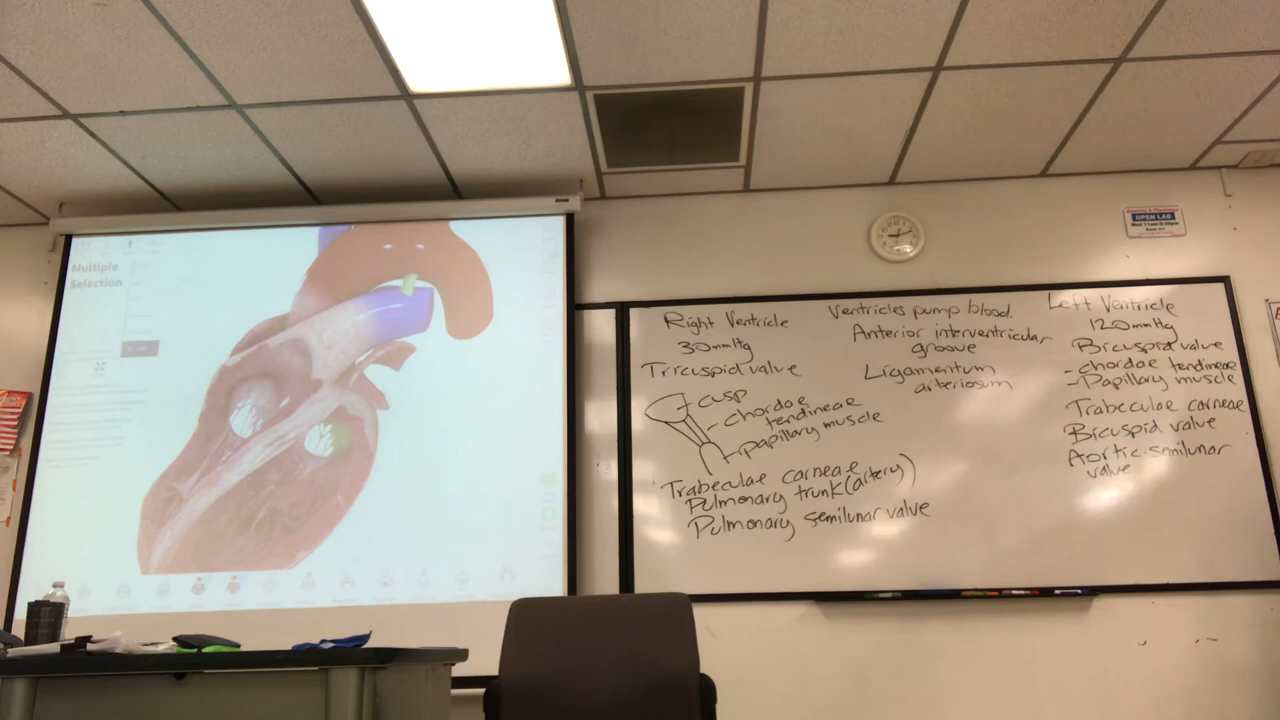 Multiple
Selection
OPEN LAB
Right Ventricle
30mmHg
Tricuspid valve
cusp
- chordae
tendineae
- papillary muscle
Trabeculae carneae
Pulmonary trunk (artery)
Pulmonary semilunar valve
Ventricles pump blood.
Anterior interventricular
groove
Ligamentum
arteriosum
Left Ventricle
120mmHg
Bicuspid valve
- chordae tendineae
- Papillary muscle
Trabeculae carneae
Bicuspid valve
Aortic semilunar
valve